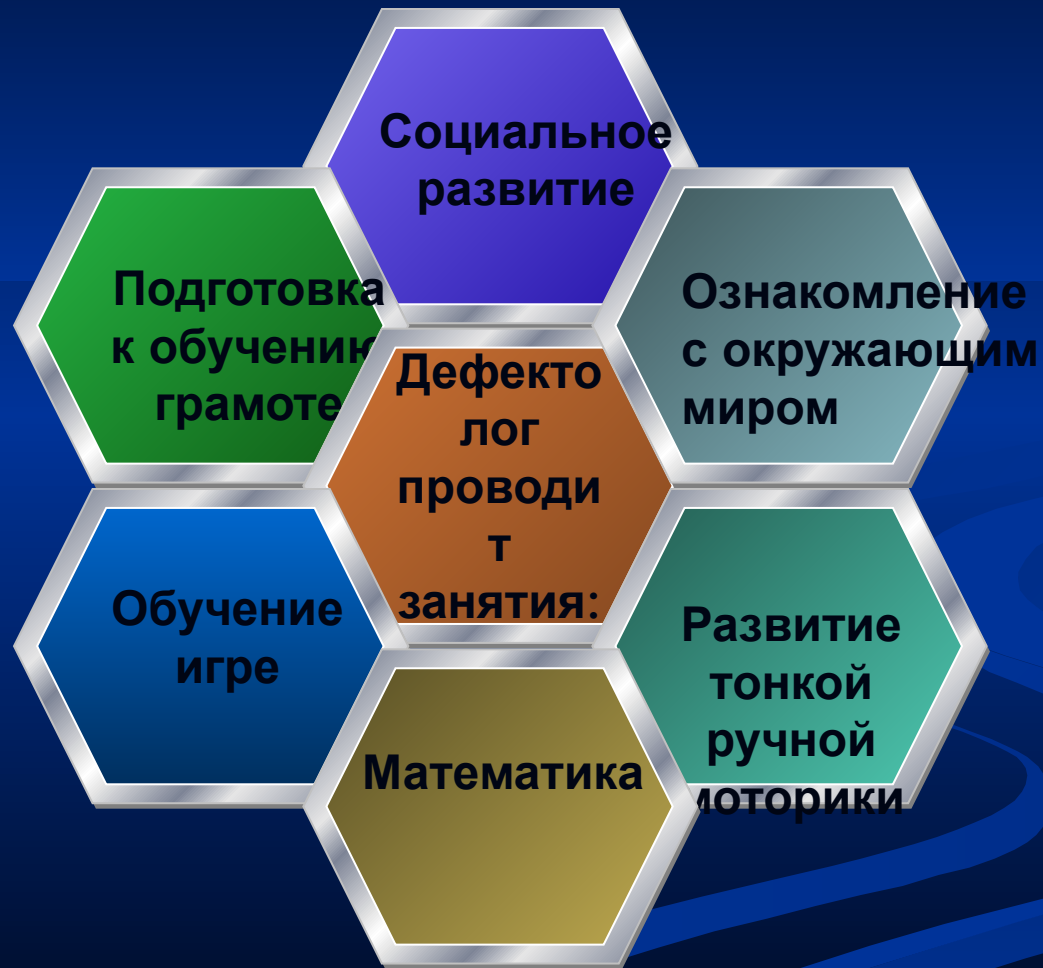 Социальное
развитие
Подготовка
к обучению
грамоте
Ознакомление
с окружающим
миром
Дефекто
лог
проводи
т
занятия:
Обучение
игре
Развитие
тонкой
ручной
моторики
Математика